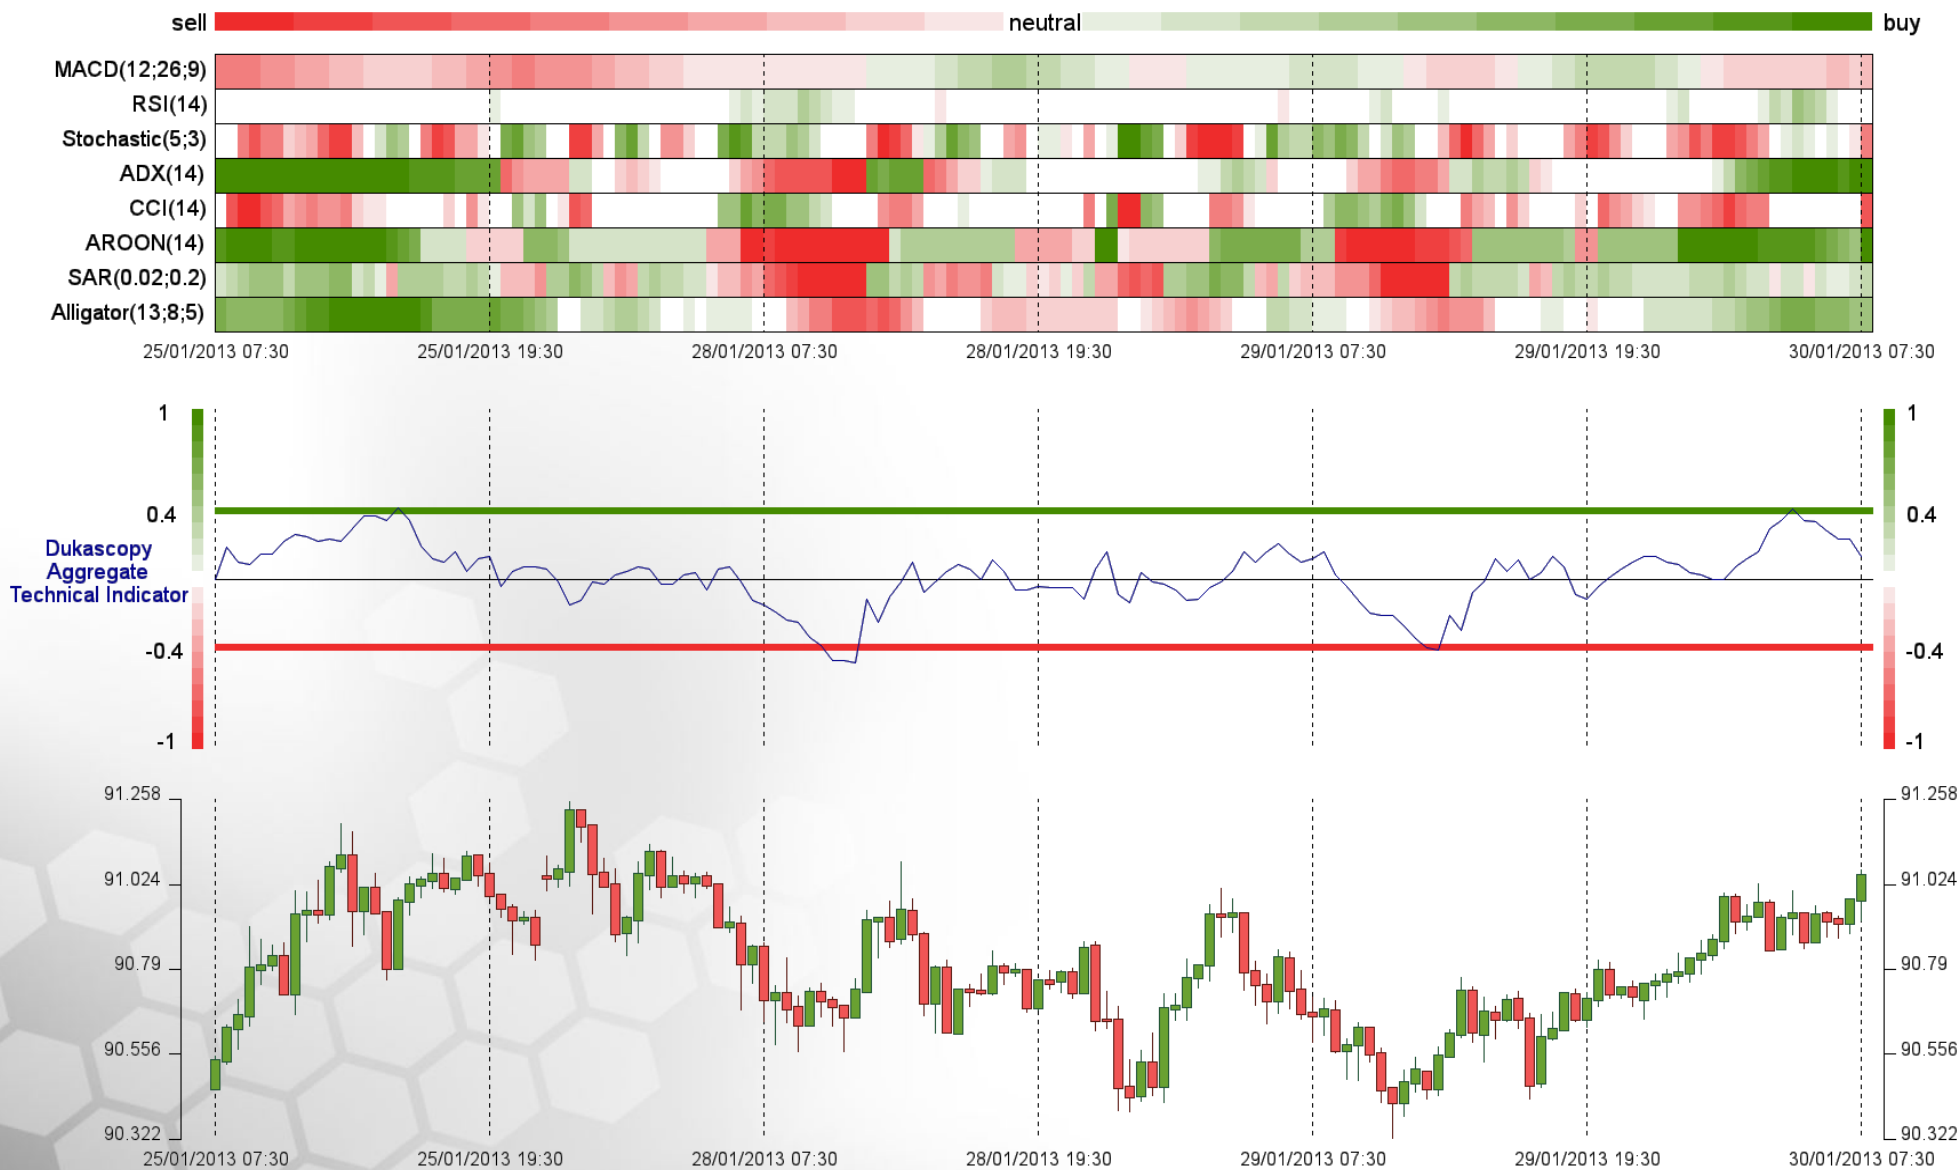 sell neutral buy
MACD(12;26;9)
RSI(14)
Stochastic(5;3)
ADX(14)
CCI(14)
AROON(14)
SAR(0.02;0.2)
Alligator(13;8;5)
25/01/2013 07:30 25/01/2013 19:30 28/01/2013 07:30 28/01/2013 19:30 29/01/2013 07:30 29/01/2013 19:30 30/01/2013 07:30
1 1
0.4 0.4
Dukascopy
Aggregate
Technical Indicator
-0.4 -0.4
-1 -1
91.258 91.258
91.024 91.024
90.79 90.79
90.556 90.556
90.322 90.322
25/01/2013 07:30 25/01/2013 19:30 28/01/2013 07:30 28/01/2013 19:30 29/01/2013 07:30 29/01/2013 19:30 30/01/2013 07:30